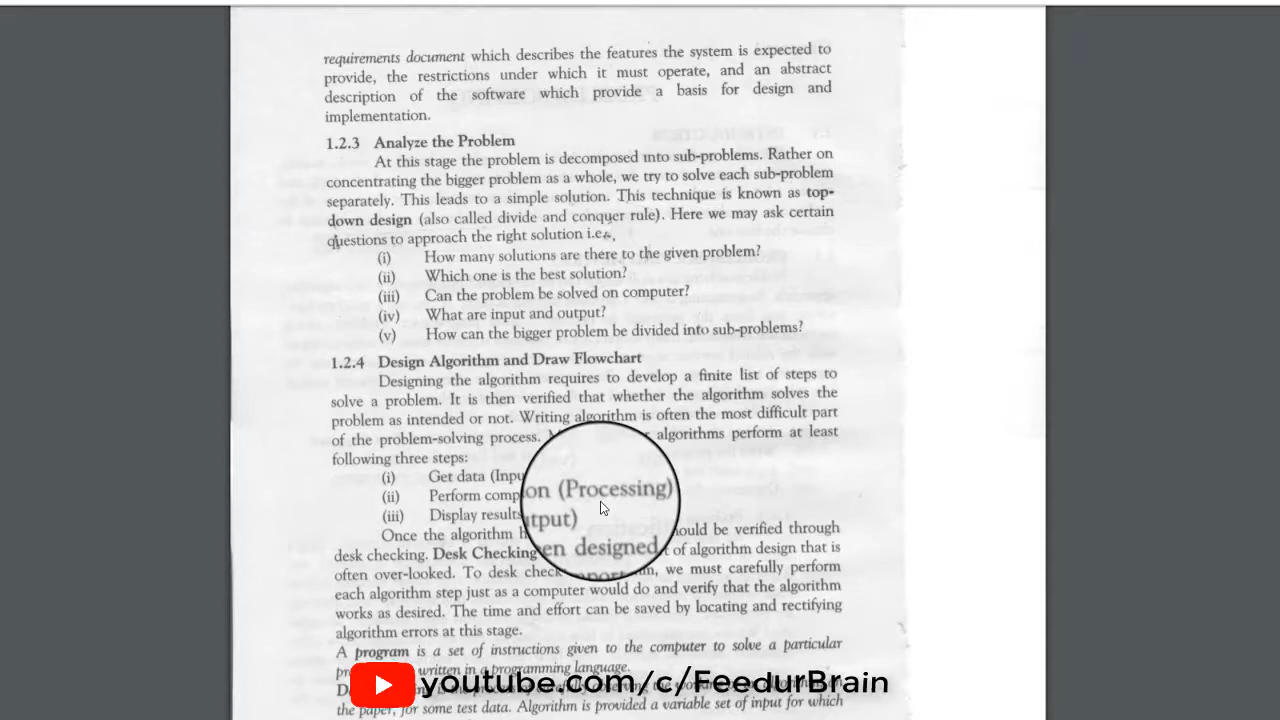 requirements document which describes the features the system is expected to
provide, the restrictions under which it must operate, and an abstract
description of the software which provide a basis for design and
implementation.
1.2.3 Analyze the Problem
At this stage the problem is decomposed into sub-problems. Rather on
concentrating the bigger problem as a whole, we try to solve each sub-problem
separately. This leads to a simple solution. This technique is known as top-
down design (also called divide and conquer rule). Here we may ask certain
questions to approach the right solution i.e.,
(i) How many solutions are there to the given problem?
(ii) Which one is the best solution?
(iii) Can the problem be solved on computer?
(iv) What are input and output?
(v) How can the bigger problem be divided into sub-problems?
1.2.4 Design Algorithm and Draw Flowchart
Designing the algorithm requires to develop a finite list of steps to
solve a problem. It is then verified that whether the algorithm solves the
problem as intended or not. Writing algorithm is often the most difficult part
of the problem-solving process. algorithms perform at least
following three steps:
(i) Get data (Inpu
(ii) Perform comp on (Processing)
(iii) Display results tput)
Once the algorithm h en designed ould be verified through
desk checking. Desk Checking of algorithm design that is
often over-looked. To desk check m, we must carefully perform
each algorithm step just as a computer would do and verify that the algorithm
works as desired. The time and effort can be saved by locating and rectifying
algorithm errors at this stage.
A program is a set of instructions given to the computer to solve a particular
written in a programming language.
youtube.com/c/FeedurBrain
the paper, for some test data. Algorithm is provided a variable set of input for which